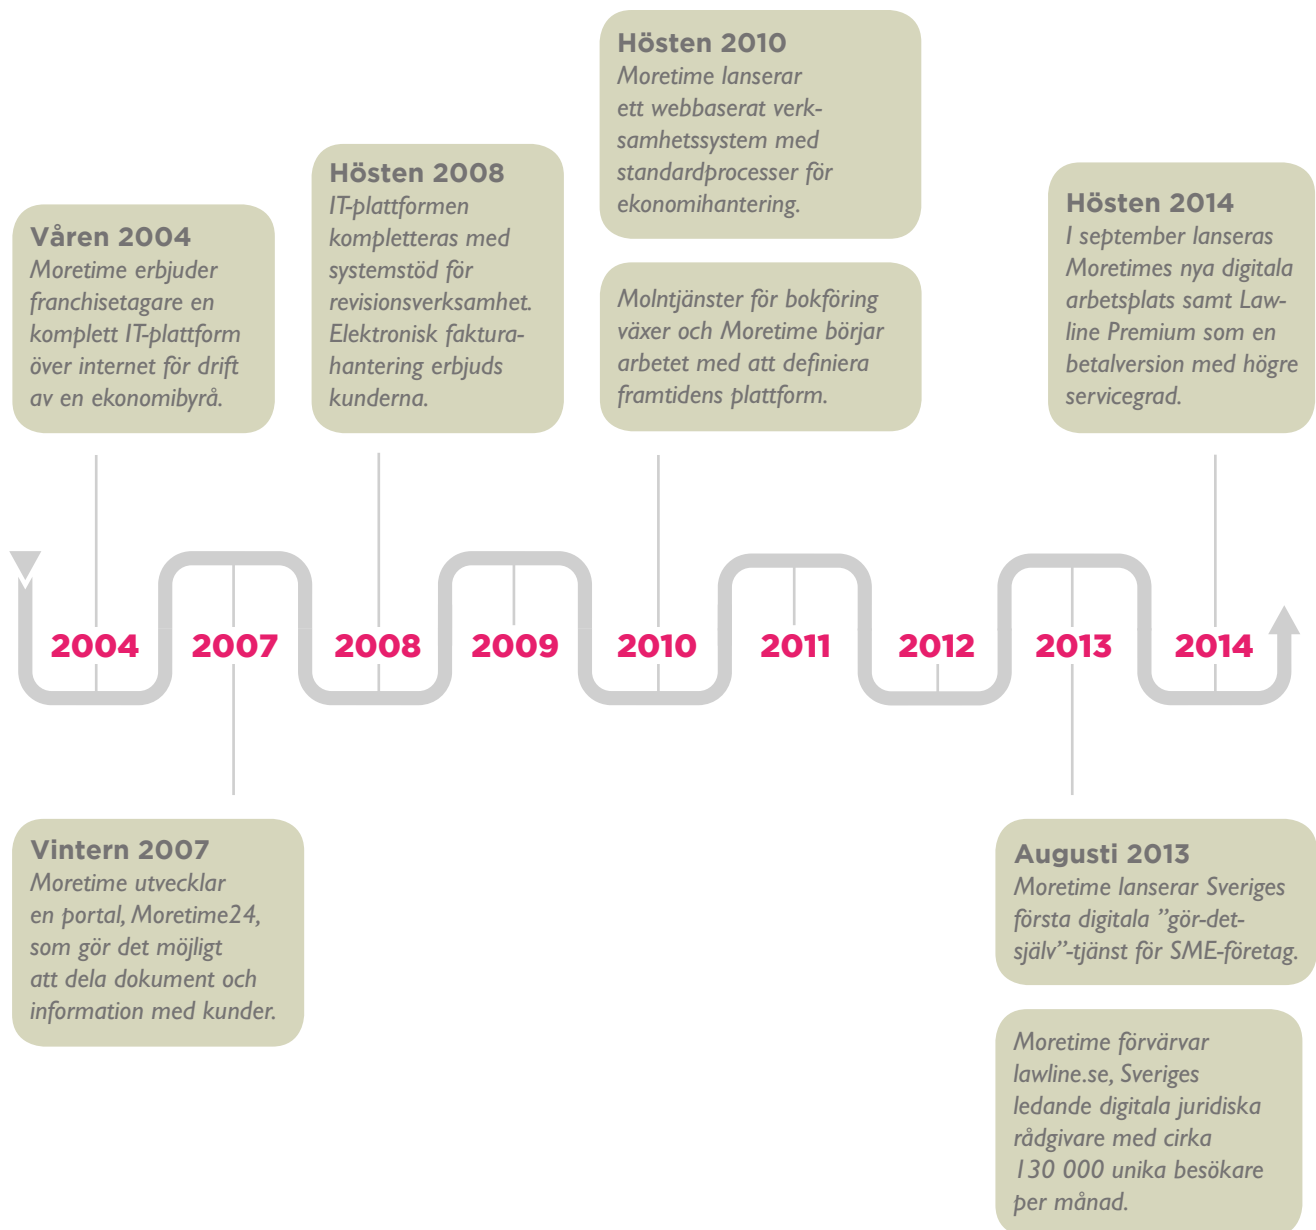 Våren 2004
Moretime erbjuder
franchisetagare en
komplett IT-plattform
över internet för drift
av en ekonomibyrå.
Hösten 2008
IT-plattformen
kompletteras med
systemstöd för
revisionsverksamhet.
Elektronisk faktura-
hantering erbjuds
kunderna.
Hösten 2010
Moretime lanserar
ett webbaserat verk-
samhetssystem med
standardprocesser för
ekonomihantering.
Molntjänster för bokföring
växer och Moretime börjar
arbetet med att definiera
framtidens plattform.
Hösten 2014
I september lanseras
Moretimes nya digitala
arbetsplats samt Law-
line Premium som en
betalversion med högre
servicegrad.
2004 2007 2008 2009 2010 2011 2012 2013 2014
Vintern 2007
Moretime utvecklar
en portal, Moretime24,
som gör det möjligt
att dela dokument och
information med kunder.
Augusti 2013
Moretime lanserar Sveriges
första digitala ”gör-det-
själv”-tjänst för SME-företag.
Moretime förvärvar
lawline.se, Sveriges
ledande digitala juridiska
rådgivare med cirka
130 000 unika besökare
per månad.